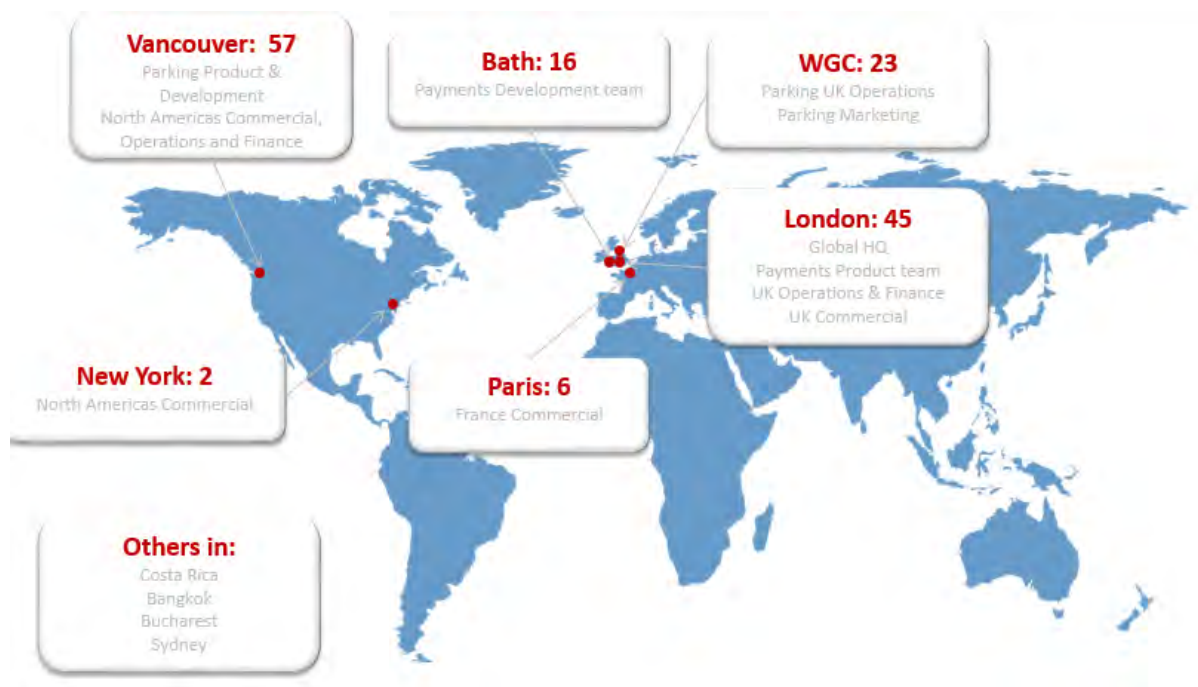 Vancouver: 57
Parking Product &
Development
North Americas Commercial,
Operations and Finance
Bath: 16
Payments Development team
WGC: 23
Parking UK Operations
Parking Marketing
London: 45
Global HQ
Payments Product team
UK Operations & Finance
UK Commercial
New York: 2
North Americas Commercial
Paris: 6
France Commercial
Others in:
Costa Rica
Bangkok
Bucharest
Sydney